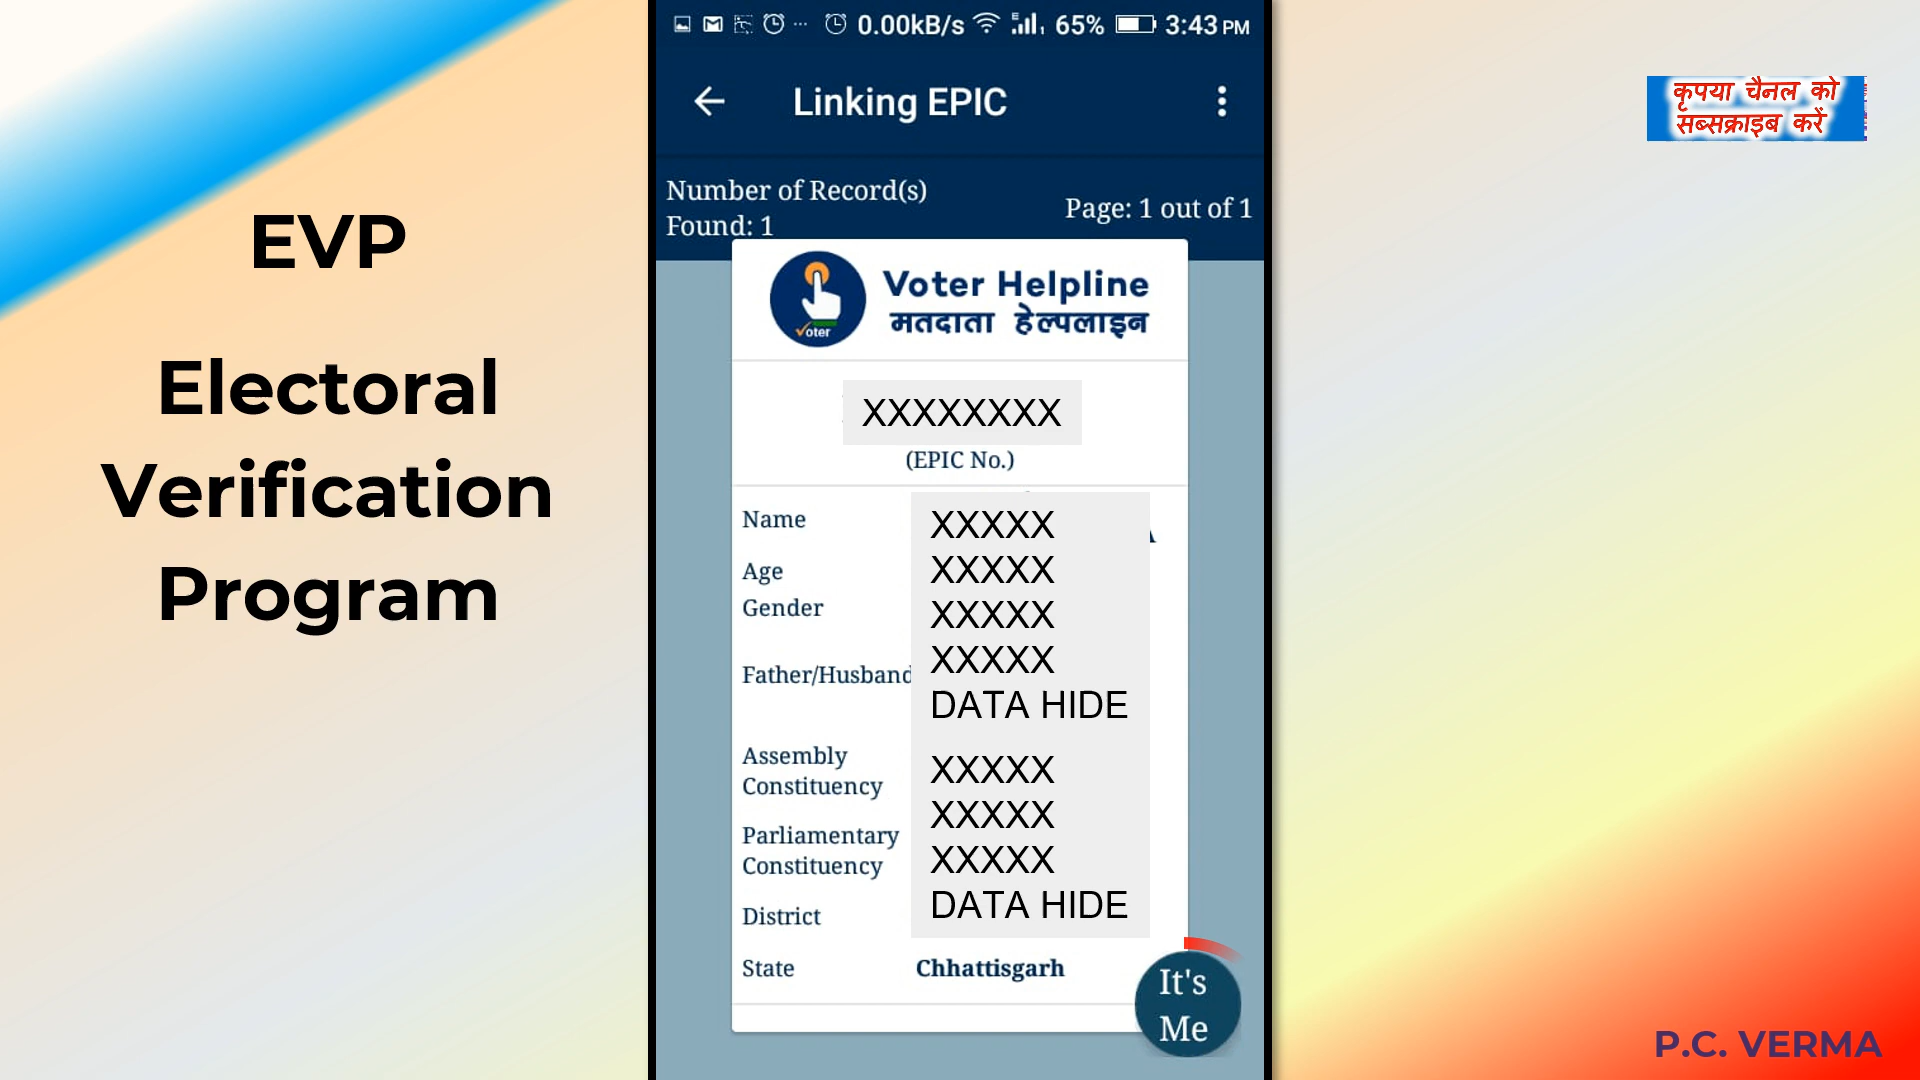 EVP
Electoral
Verification
Program
0.00kB/s 65% 3:43 PM
Linking EPIC
Number of Record(s)
Found: 1
Page: 1 out of 1
Voter Helpline
मतदाता हेल्पलाइन
Voter
XXXXXXXX
(EPIC No.)
Name XXXXX
Age XXXXX
Gender XXXXX
XXXXX
Father/Husband
DATA HIDE
Assembly
Constituency
XXXXX
XXXXX
Parliamentary
Constituency
XXXXX
District DATA HIDE
State Chhattisgarh
It's
Me
कृपया चैनल को
सब्सक्राइब करें
P.C. VERMA